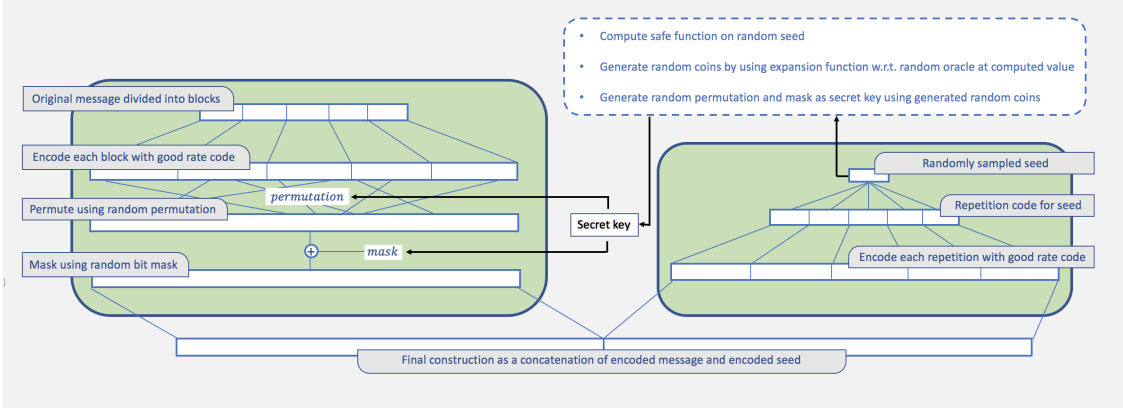 • Compute safe function on random seed
• Generate random coins by using expansion function w.r.t. random oracle at computed value
• Generate random permutation and mask as secret key using generated random coins
Original message divided into blocks
Encode each block with good rate code
permutation
Permute using random permutation
mask
Mask using random bit mask
Secret key
Randomly sampled seed
Repetition code for seed
Encode each repetition with good rate code
Final construction as a concatenation of encoded message and encoded seed